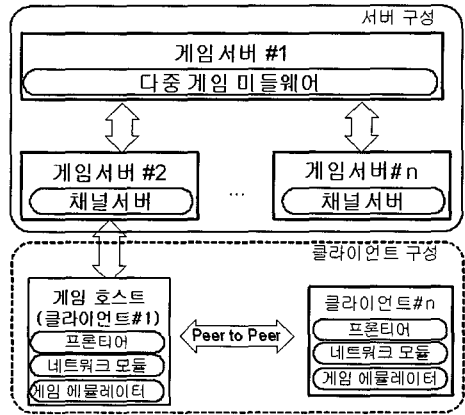 서버 구성
게임서버 #1
다중 게임 미들웨어
게임서버 #2
채널서버
...
게임서버#n
채널서버
클라이언트 구성
게임 호스트
(클라이언트#1)
프론티어
네트워크 모듈
게임 에뮬레이터
Peer to Peer
클라이언트#n
프론티어
네트워크 모듈
게임 에뮬레이터